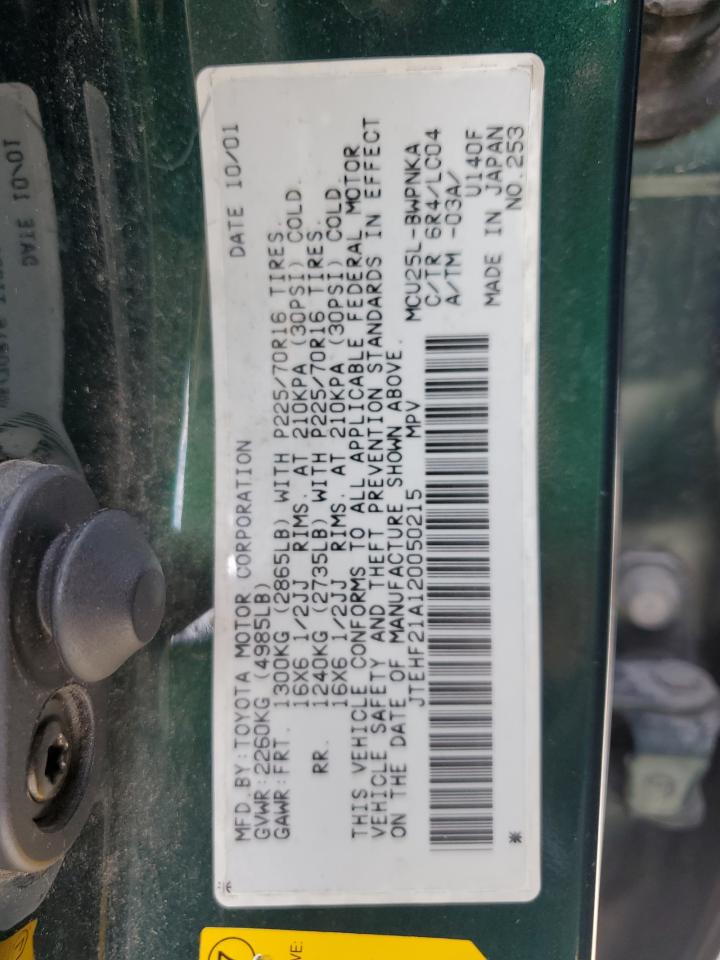 MFD.BY:TOYOTA MOTOR CORPORATION DATE 10/01
GVWR:2260KG (4985LB)
GAWR:FRT. 1300KG (2865LB) WITH P225/70R16 TIRES.
16X6 1/2JJ RIMS. AT 210KPA (30PSI) COLD.
RR. 1240KG (2735LB) WITH P225/70R16 TIRES.
16X6 1/2JJ RIMS. AT 210KPA (30PSI) COLD.
THIS VEHICLE CONFORMS TO ALL APPLICABLE FEDERAL MOTOR
VEHICLE SAFETY AND THEFT PREVENTION STANDARDS IN EFFECT
ON THE DATE OF MANUFACTURE SHOWN ABOVE.
JTEHF21A120050215 MPV
MCU25L-BWPNKA
C/TR 6R4/LC04
A/TM -03A/
U140F
MADE IN JAPAN
* NO.253
DATE 10/01